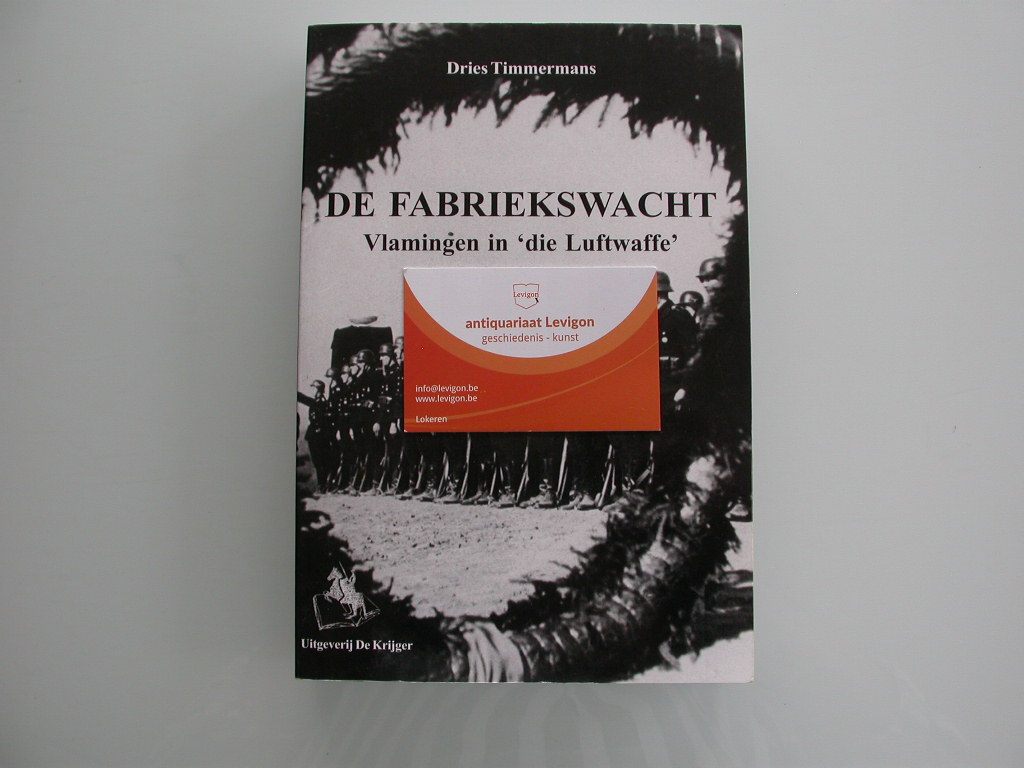 Dries Timmermans
DE FABRIEKSWACHT
Vlamingen in ‘die Luftwaffe’
Levigon
antiquariaat Levigon
geschiedenis - kunst
info@levigon.be
www.levigon.be
Lokeren
Uitgeverij De Krijger